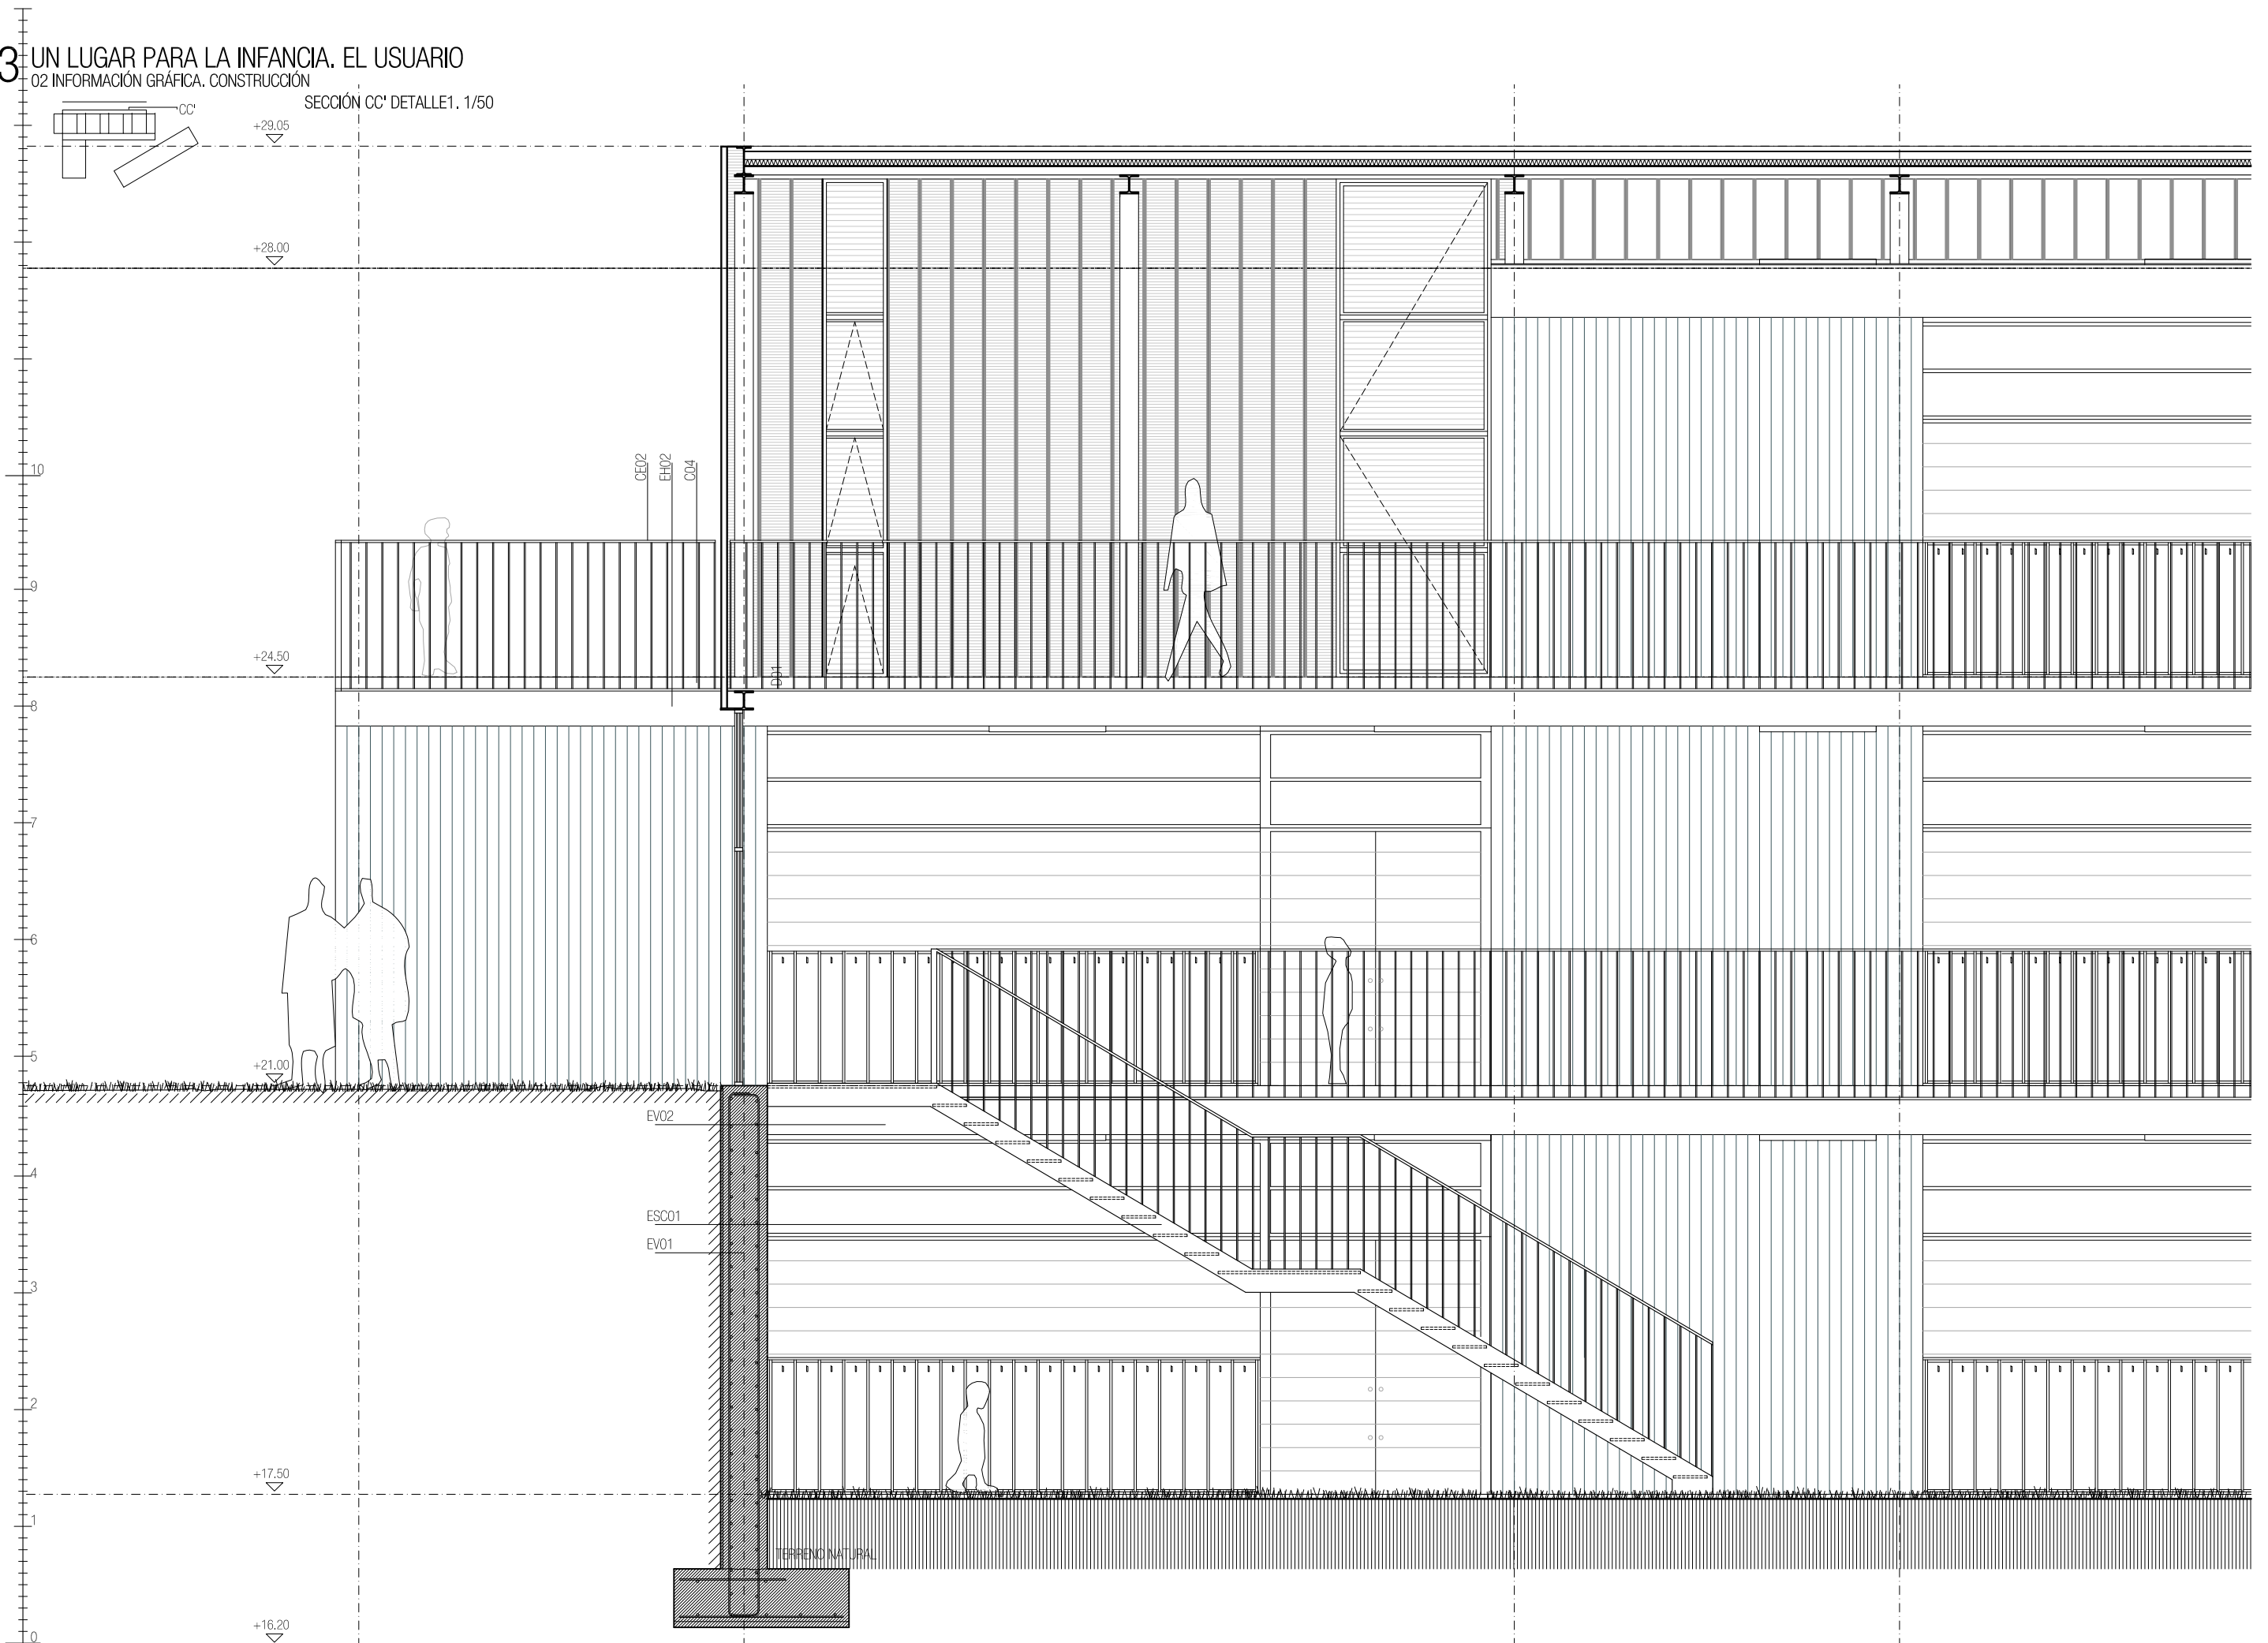 3 UN LUGAR PARA LA INFANCIA. EL USUARIO
02 INFORMACIÓN GRÁFICA. CONSTRUCCIÓN
SECCIÓN CC' DETALLE1. 1/50
CC'
+29.05
+28.00
10
CE02
EH02
C04
9
+24.50
D01
8
7
6
5
+21.00
EV02
4
ESC01
EV01
3
2
+17.50
1
TERRENO NATURAL
+16.20
0